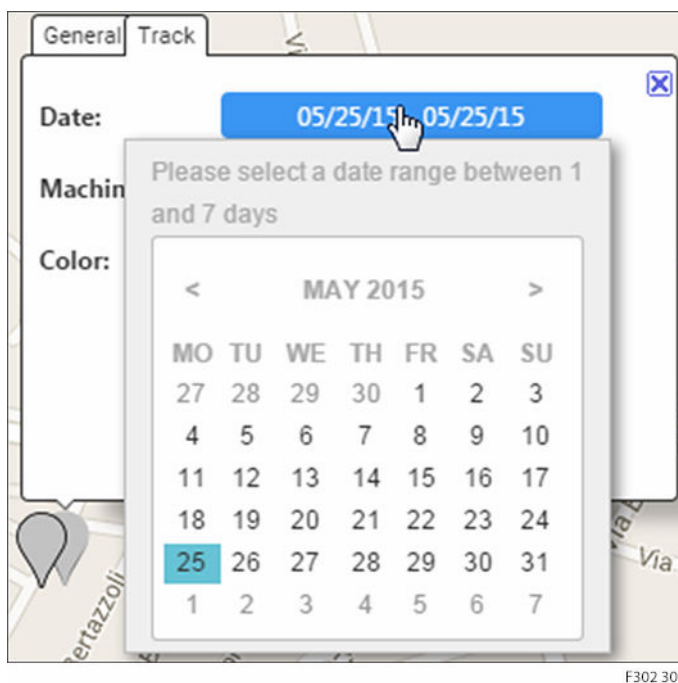 General Track
Vi
Date: 05/25/15 05/25/15
Please select a date range between 1
Machin
and 7 days
Color:
< MAY 2015 >
MO TU WE TH FR SA SU
27 28 29 30 1 2 3
4 5 6 7 8 9 10
11 12 13 14 15 16 17
18 19 20 21 22 23 24
25 26 27 28 29 30 31
1 2 3 4 5 6 7
Via
ertazzoli
F302 30